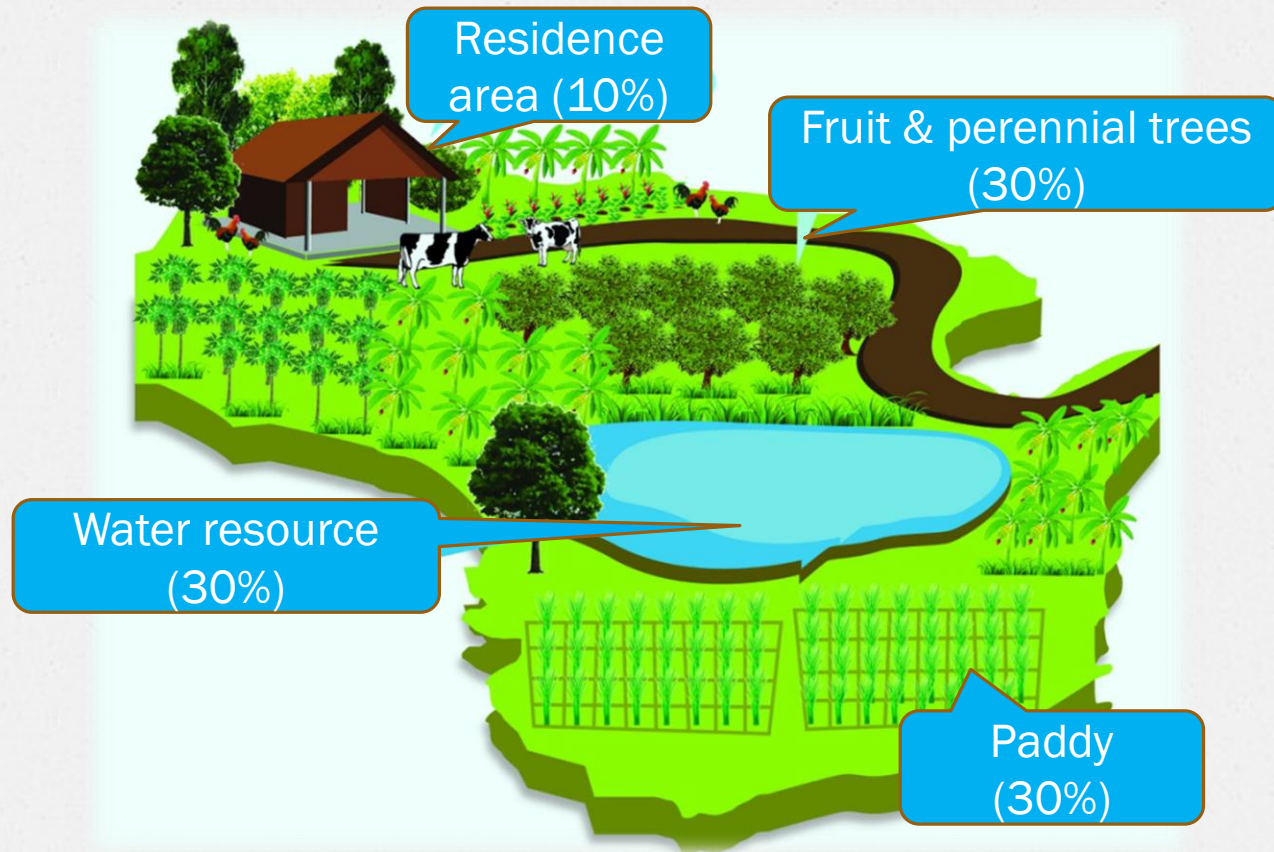 Residence
area (10%)
Fruit & perennial trees
(30%)
Water resource
(30%)
Paddy
(30%)